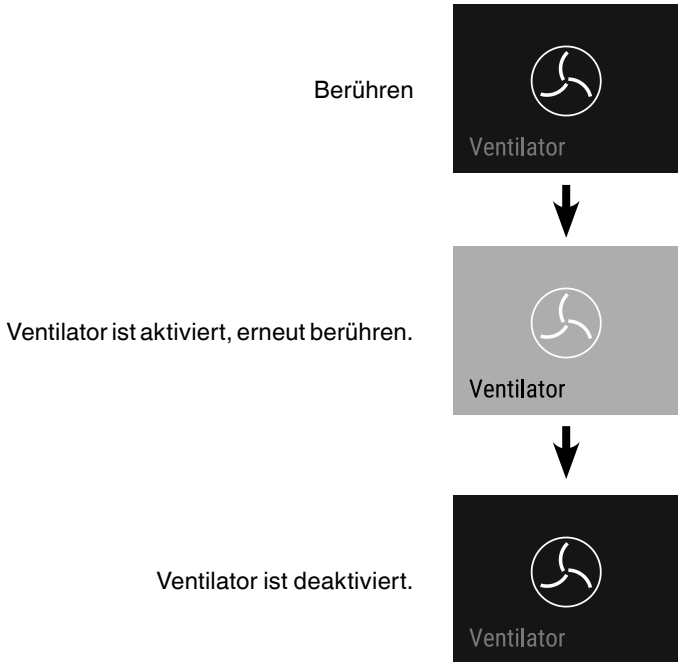 Berühren
Ventilator
Ventilator ist aktiviert, erneut berühren.
Ventilator
Ventilator ist deaktiviert.
Ventilator